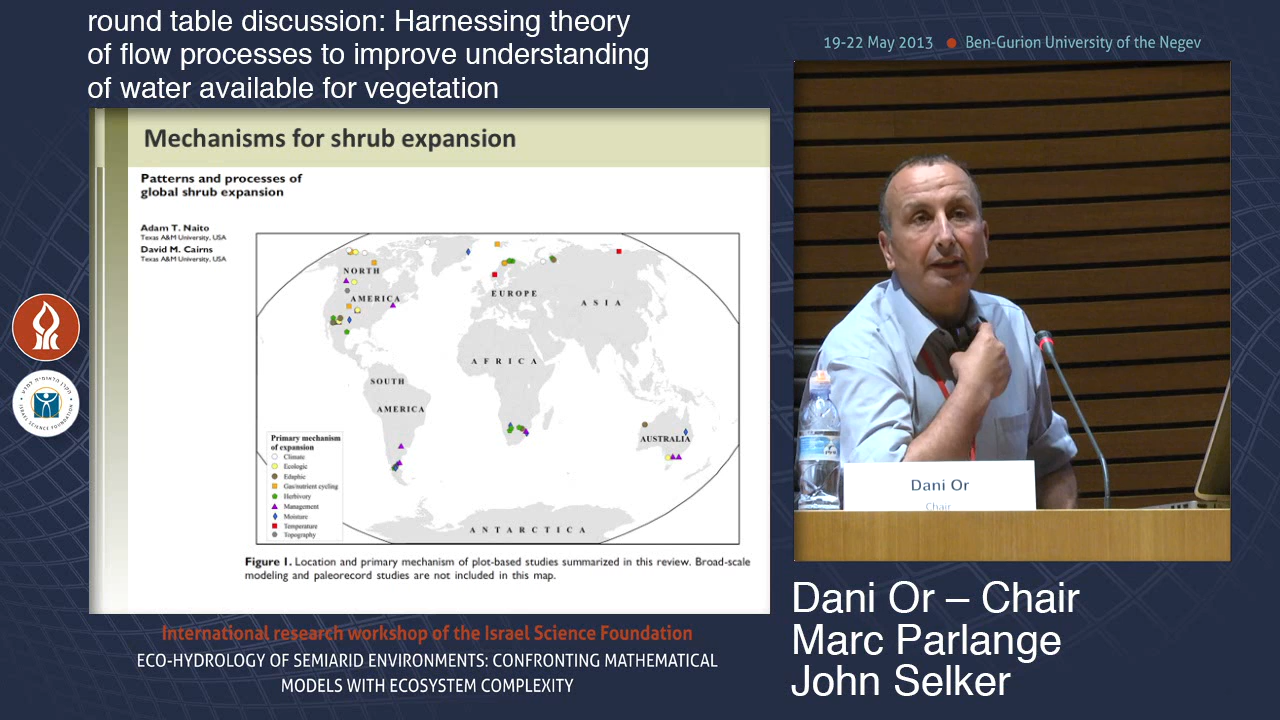 round table discussion: Harnessing theory
of flow processes to improve understanding
of water available for vegetation
19-22 May 2013 ● Ben-Gurion University of the Negev
Mechanisms for shrub expansion
Patterns and processes of
global shrub expansion
Adam T. Naito
Texas A&M University, USA
David M. Cairns
Texas A&M University, USA
NORTH
AMERICA
EUROPE
ASIA
AFRICA
SOUTH
AMERICA
AUSTRALIA
ANTARCTICA
Primary mechanism
of expansion
Climate
Ecologic
Edaphic
Gas/nutrient cycling
Herbivory
Management
Moisture
Temperature
Topography
Figure 1. Location and primary mechanism of plot-based studies summarized in this review. Broad-scale
modeling and paleorecord studies are not included in this map.
Dani Or
Chair
International research workshop of the Israel Science Foundation
ECO-HYDROLOGY OF SEMIARID ENVIRONMENTS: CONFRONTING MATHEMATICAL
MODELS WITH ECOSYSTEM COMPLEXITY
Dani Or – Chair
Marc Parlange
John Selker